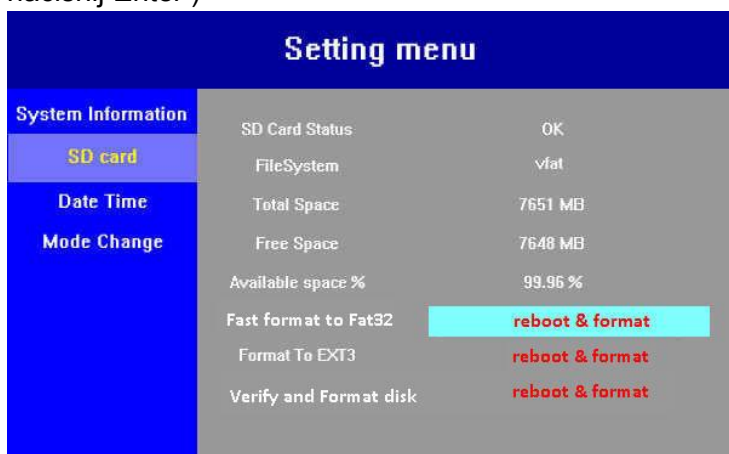 Setting menu
System Information
SD card
Date Time
Mode Change
SD Card Status OK
FileSystem vfat
Total Space 7651 MB
Free Space 7648 MB
Available space % 99.96 %
Fast format to Fat32 reboot & format
Format To EXT3 reboot & format
Verify and Format disk reboot & format